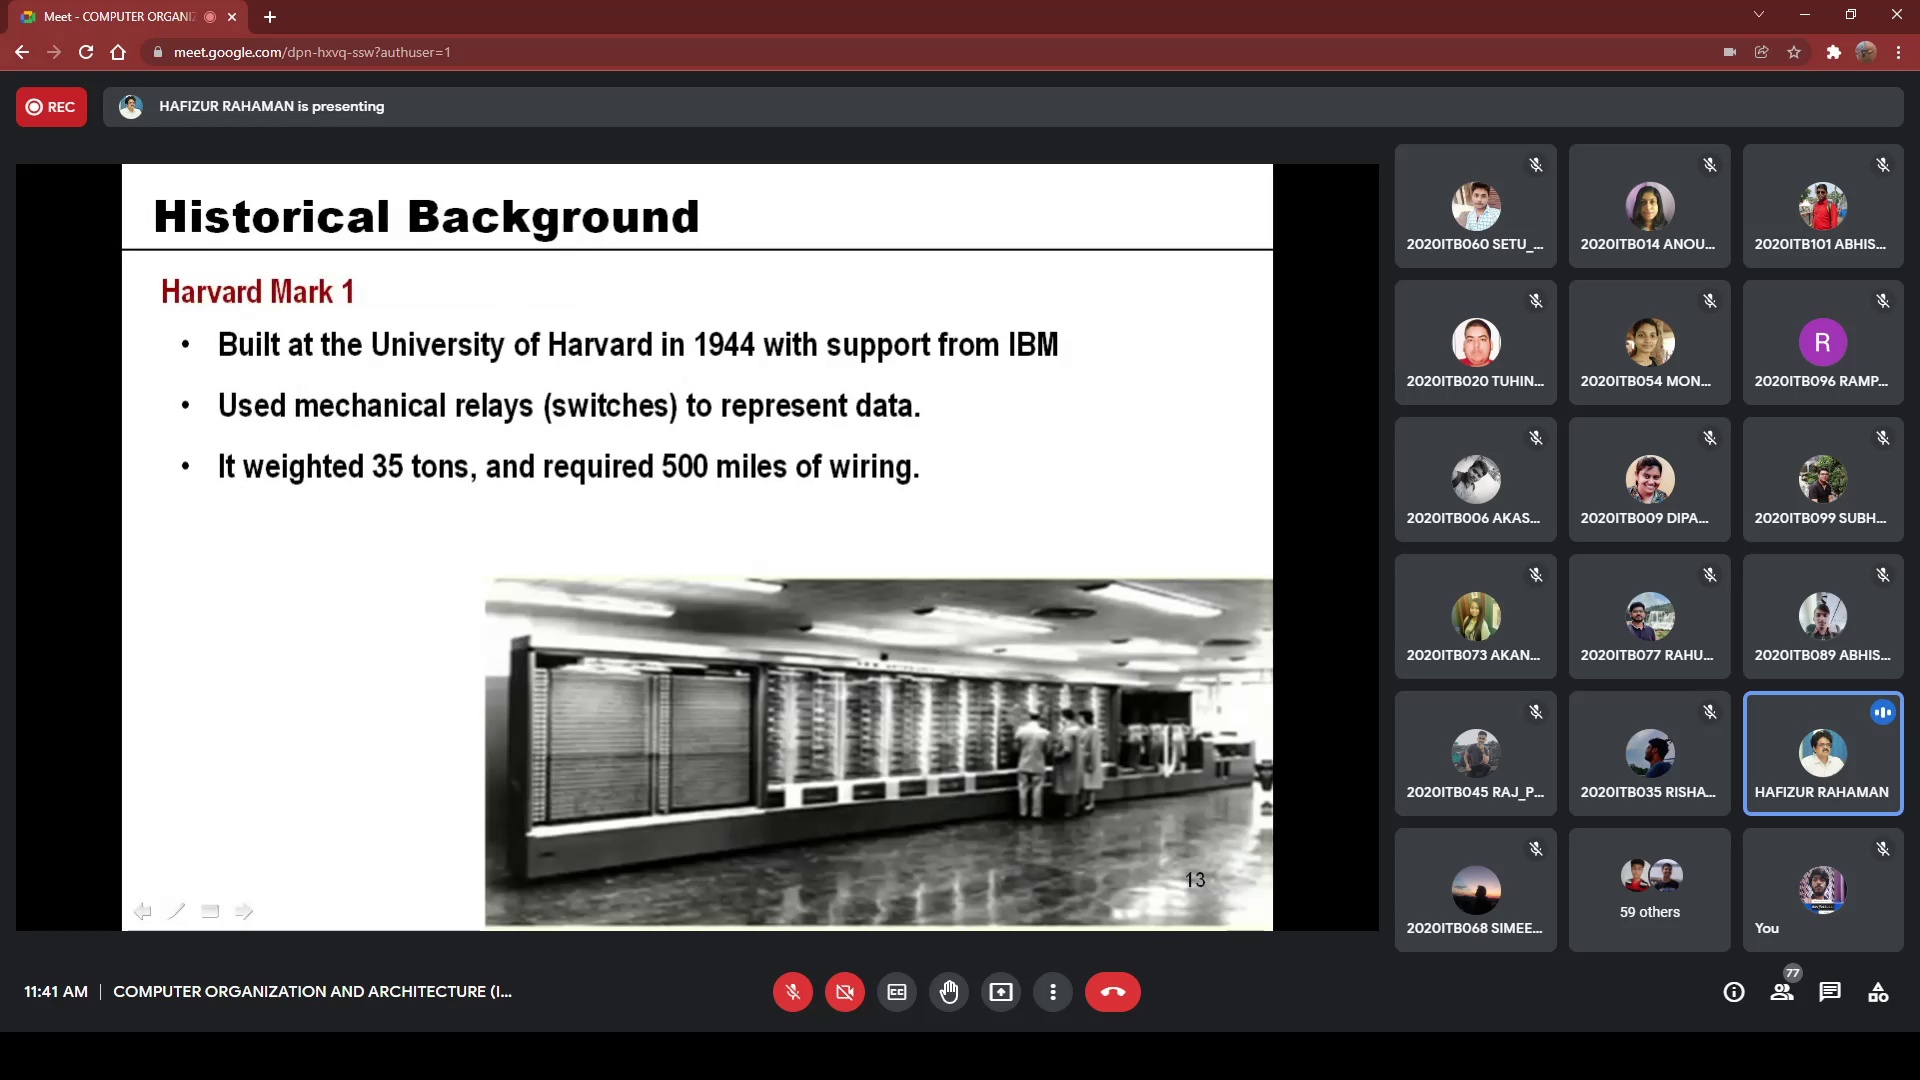 Meet - COMPUTER ORGANIZ
meet.google.com/dpn-hxvq-ssw?authuser=1
REC
HAFIZUR RAHAMAN is presenting
Historical Background
Harvard Mark 1
• Built at the University of Harvard in 1944 with support from IBM
• Used mechanical relays (switches) to represent data.
• It weighted 35 tons, and required 500 miles of wiring.
13
2020ITB060 SETU_...
2020ITB014 ANOU...
2020ITB101 ABHIS...
2020ITB020 TUHIN...
2020ITB054 MON...
R
2020ITB096 RAMP...
2020ITB006 AKAS...
2020ITB009 DIPA...
2020ITB099 SUBH...
2020ITB073 AKAN...
2020ITB077 RAHU...
2020ITB089 ABHIS...
2020ITB045 RAJ_P...
2020ITB035 RISHA...
HAFIZUR RAHAMAN
2020ITB068 SIMEE...
59 others
You
11:41 AM | COMPUTER ORGANIZATION AND ARCHITECTURE (I...
77